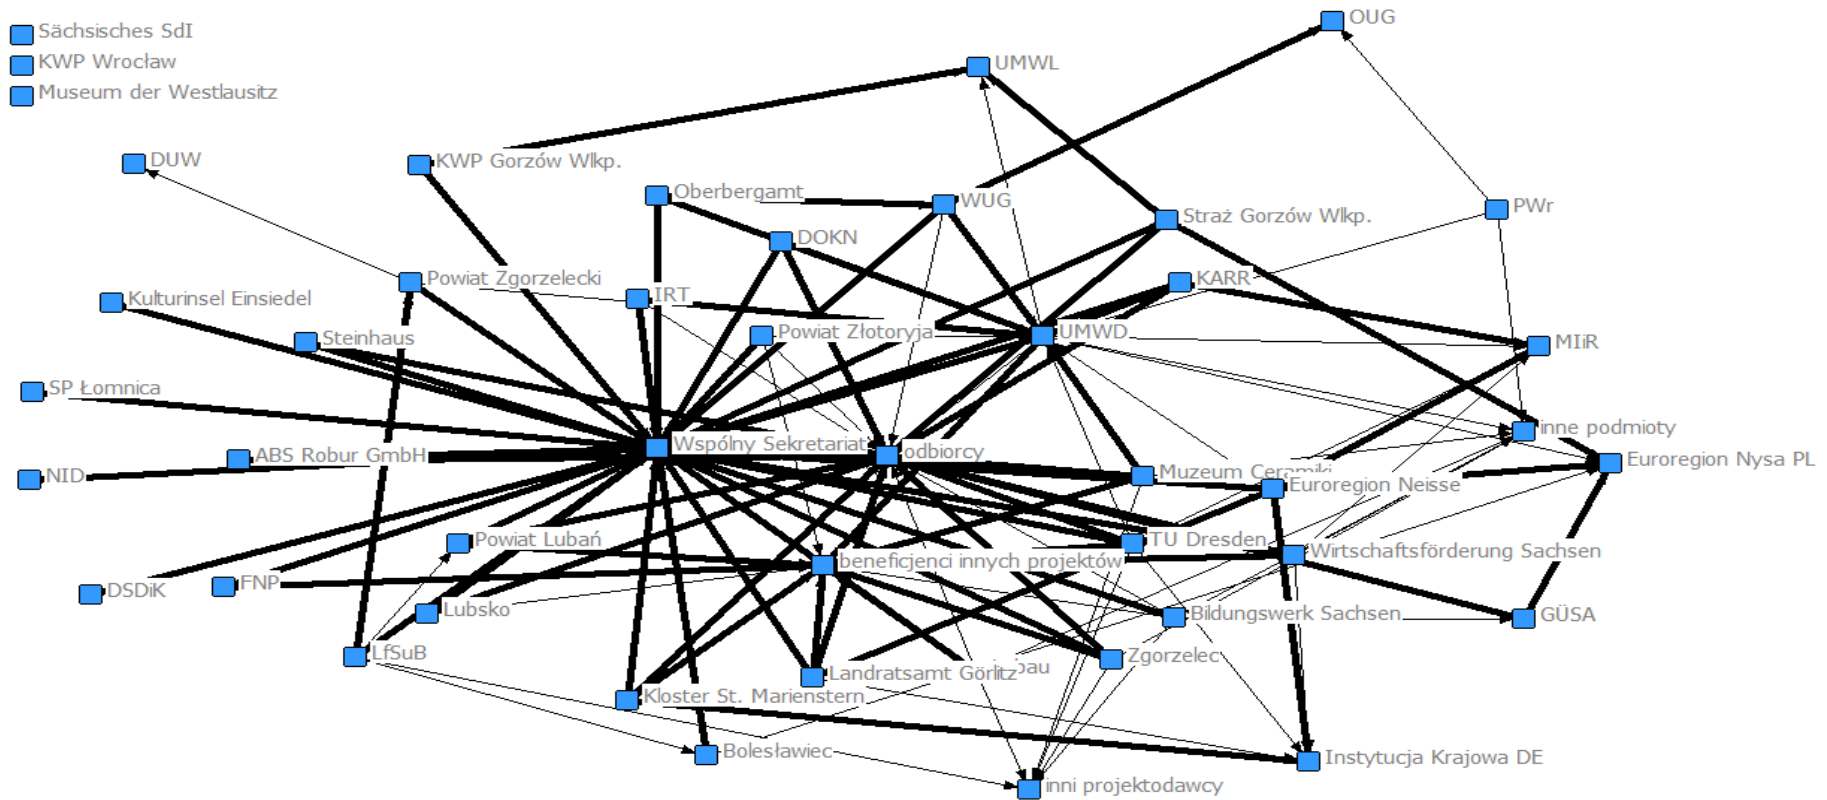 Sächsisches SdI
KWP Wrocław
Museum der Westlausitz
OUG
UMWL
DUW
KWP Gorzów Wlkp.
Oberbergamt
WUG
PWr
Straż Gorzów Wlkp.
DOKN
Powiat Zgorzelecki
KARR
IRT
Kulturinsel Einsiedel
Steinhaus
Powiat Złotoryja
UMWD
MIiR
SP Łomnica
inne podmioty
Wspólny Sekretariat
odbiorcy
ABS Robur GmbH
Euroregion Nysa PL
NID
Muzeum Ceramiki
Euroregion Neisse
Powiat Lubań
TU Dresden
Wirtschaftsförderung Sachsen
beneficjenci innych projektów
DSDiK
FNP
Lubsko
Bildungswerk Sachsen
GÜSA
LfSuB
Zgorzelec
Landratsamt Görlitz
bau
Kloster St. Marienstern
Bolesławiec
Instytucja Krajowa DE
inni projektodawcy